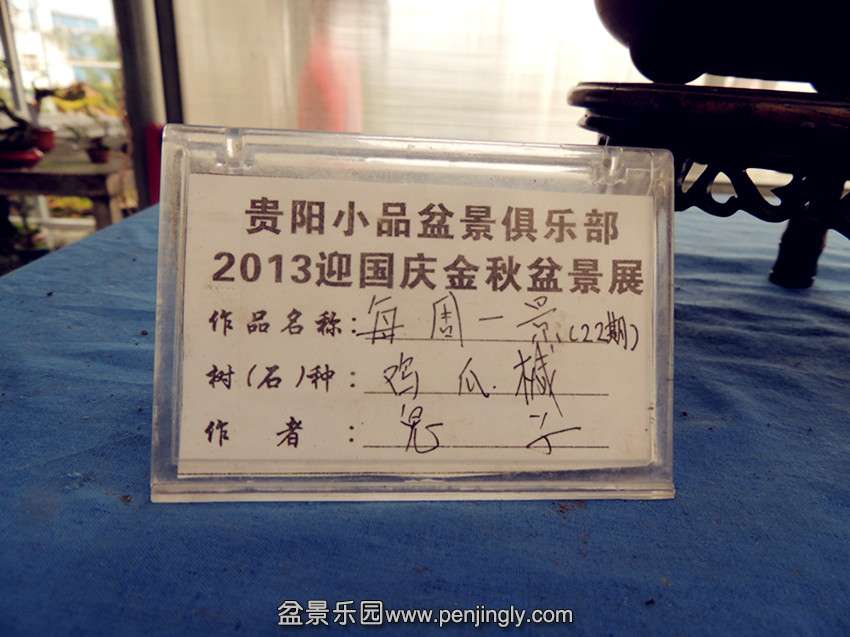 贵阳小品盆景俱乐部
2013迎国庆金秋盆景展
作品名称：每周一景(22期)
树(石)种：鸡爪槭
作者：
盆景乐园www.penjingly.com